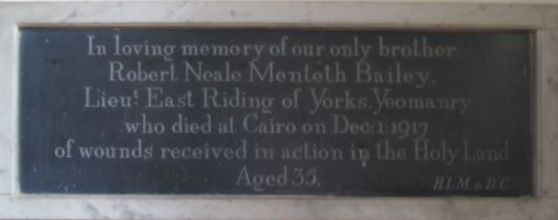 In loving memory of our only brother
Robert Neale Menteth Bailey,
Lieut: East Riding of Yorks. Yeomanry
who died at Cairo on Dec: 1: 1917
of wounds received in action in the Holy Land.
Aged 35.
H.L.M. & D.C.